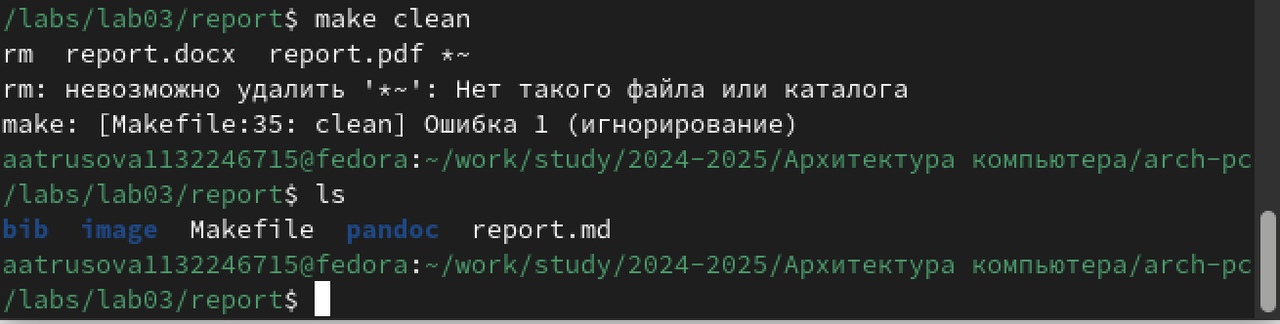 /labs/lab03/report$ make clean
rm  report.docx  report.pdf *~
rm: невозможно удалить '*~': Нет такого файла или каталога
make: [Makefile:35: clean] Ошибка 1 (игнорирование)
aatrusova1132246715@fedora:~/work/study/2024-2025/Архитектура компьютера/arch-pc
/labs/lab03/report$ ls
bib  image  Makefile  pandoc  report.md
aatrusova1132246715@fedora:~/work/study/2024-2025/Архитектура компьютера/arch-pc
/labs/lab03/report$